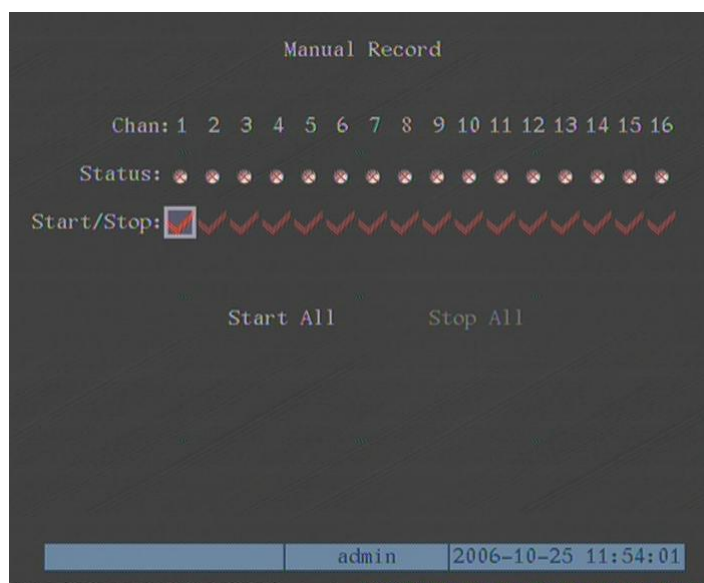 Manual Record
Chan: 1 2 3 4 5 6 7 8 9 10 11 12 13 14 15 16
Status:
Start/Stop:
Start All Stop All
admin 2006-10-25 11:54:01